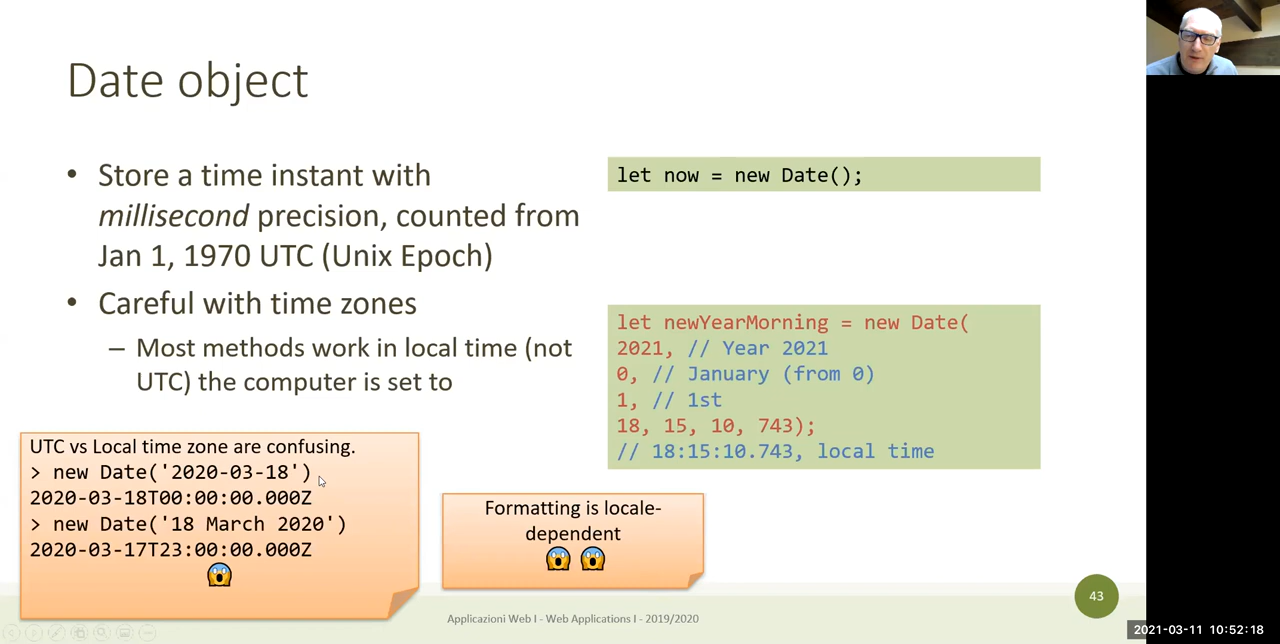 Date object
• Store a time instant with
millisecond precision, counted from
Jan 1, 1970 UTC (Unix Epoch)
• Careful with time zones
– Most methods work in local time (not
UTC) the computer is set to
let now = new Date();
let newYearMorning = new Date(
2021, // Year 2021
0, // January (from 0)
1, // 1st
18, 15, 10, 743);
// 18:15:10.743, local time
UTC vs Local time zone are confusing.
> new Date('2020-03-18')
2020-03-18T00:00:00.000Z
> new Date('18 March 2020')
2020-03-17T23:00:00.000Z
Formatting is locale-
dependent
Applicazioni Web I - Web Applications I - 2019/2020
43
2021-03-11 10:52:18